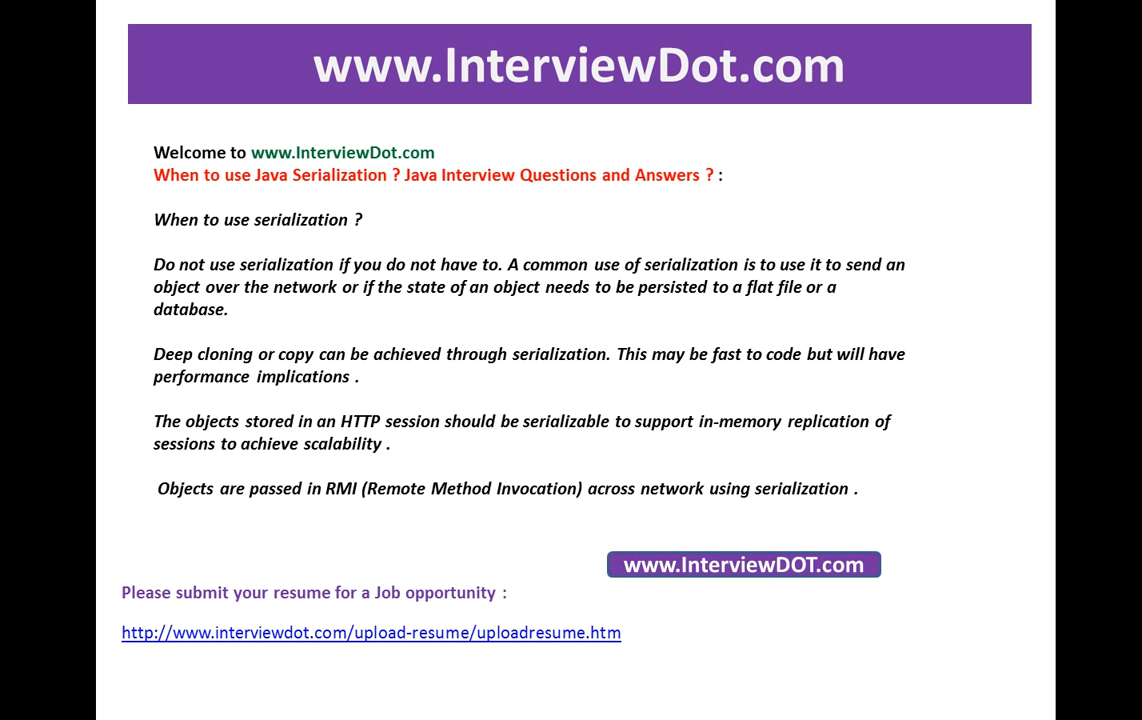 www.InterviewDot.com
Welcome to www.InterviewDot.com
When to use Java Serialization ? Java Interview Questions and Answers ? :
When to use serialization ?
Do not use serialization if you do not have to. A common use of serialization is to use it to send an
object over the network or if the state of an object needs to be persisted to a flat file or a
database.
Deep cloning or copy can be achieved through serialization. This may be fast to code but will have
performance implications .
The objects stored in an HTTP session should be serializable to support in-memory replication of
sessions to achieve scalability .
Objects are passed in RMI (Remote Method Invocation) across network using serialization .
www.InterviewDOT.com
Please submit your resume for a Job opportunity :
http://www.interviewdot.com/upload-resume/uploadresume.htm